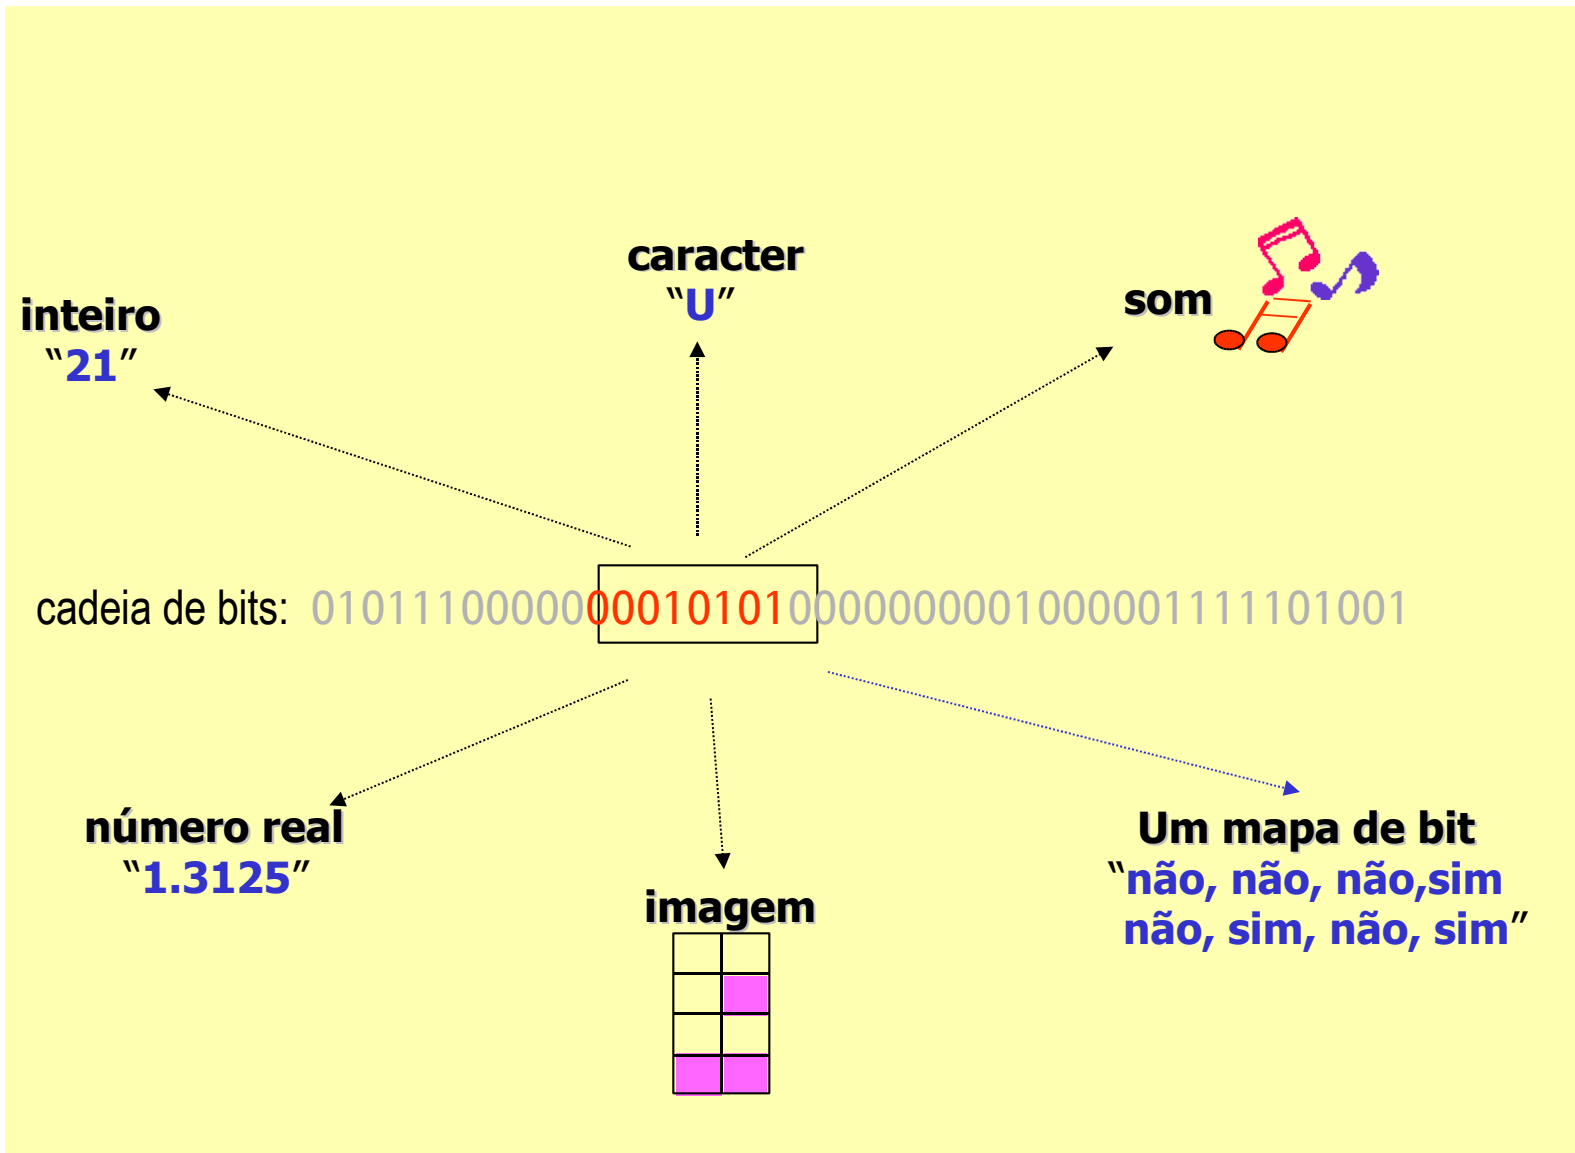 caracter
“U”
som
inteiro
“21”
cadeia de bits: 01011100000000101010000000001000001111101001
número real
“1.3125”
Um mapa de bit
“não, não, não,sim
não, sim, não, sim”
imagem